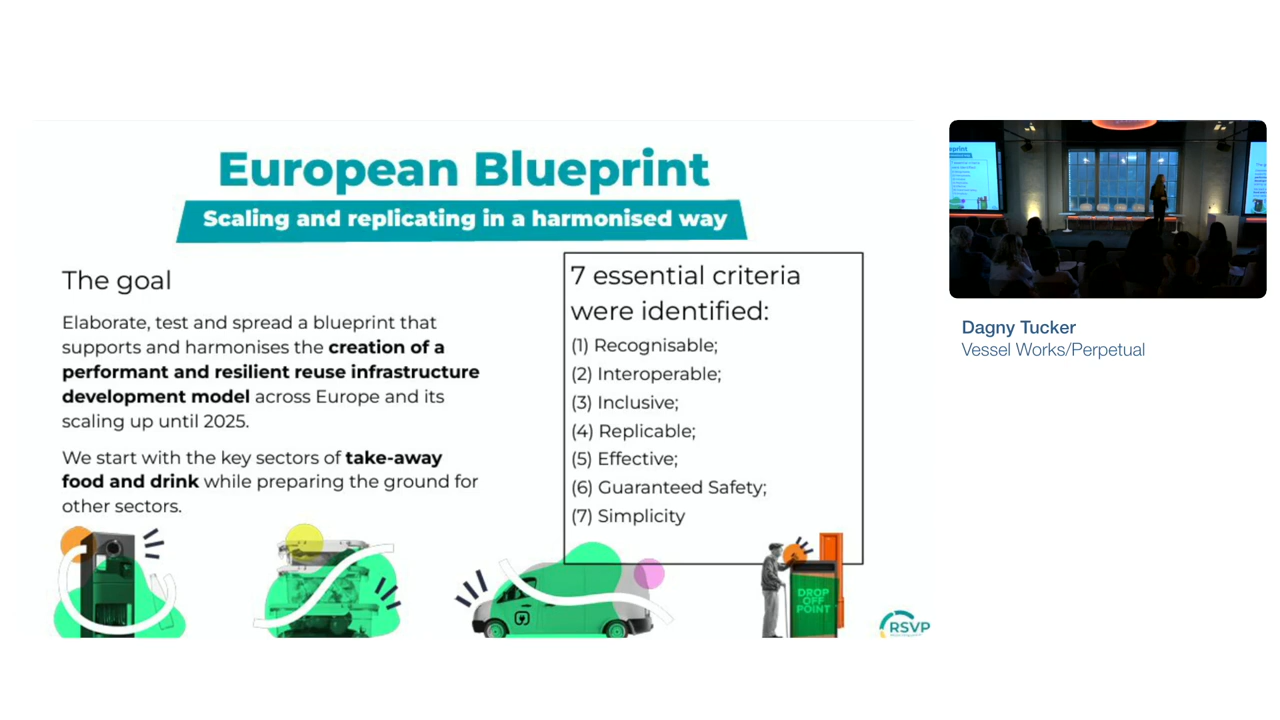 European Blueprint
Scaling and replicating in a harmonised way
The goal
Elaborate, test and spread a blueprint that
supports and harmonises the creation of a
performant and resilient reuse infrastructure
development model across Europe and its
scaling up until 2025.
We start with the key sectors of take-away
food and drink while preparing the ground for
other sectors.
7 essential criteria
were identified:
(1) Recognisable;
(2) Interoperable;
(3) Inclusive;
(4) Replicable;
(5) Effective;
(6) Guaranteed Safety;
(7) Simplicity
DROP
OFF
POINT
RSVP
Dagny Tucker
Vessel Works/Perpetual